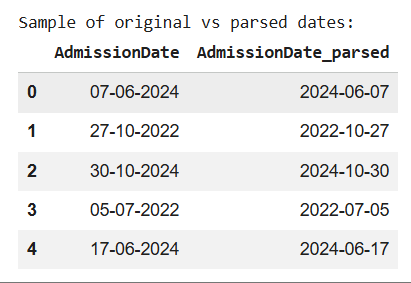 Sample of original vs parsed dates:
AdmissionDate AdmissionDate_parsed
0 07-06-2024 2024-06-07
1 27-10-2022 2022-10-27
2 30-10-2024 2024-10-30
3 05-07-2022 2022-07-05
4 17-06-2024 2024-06-17